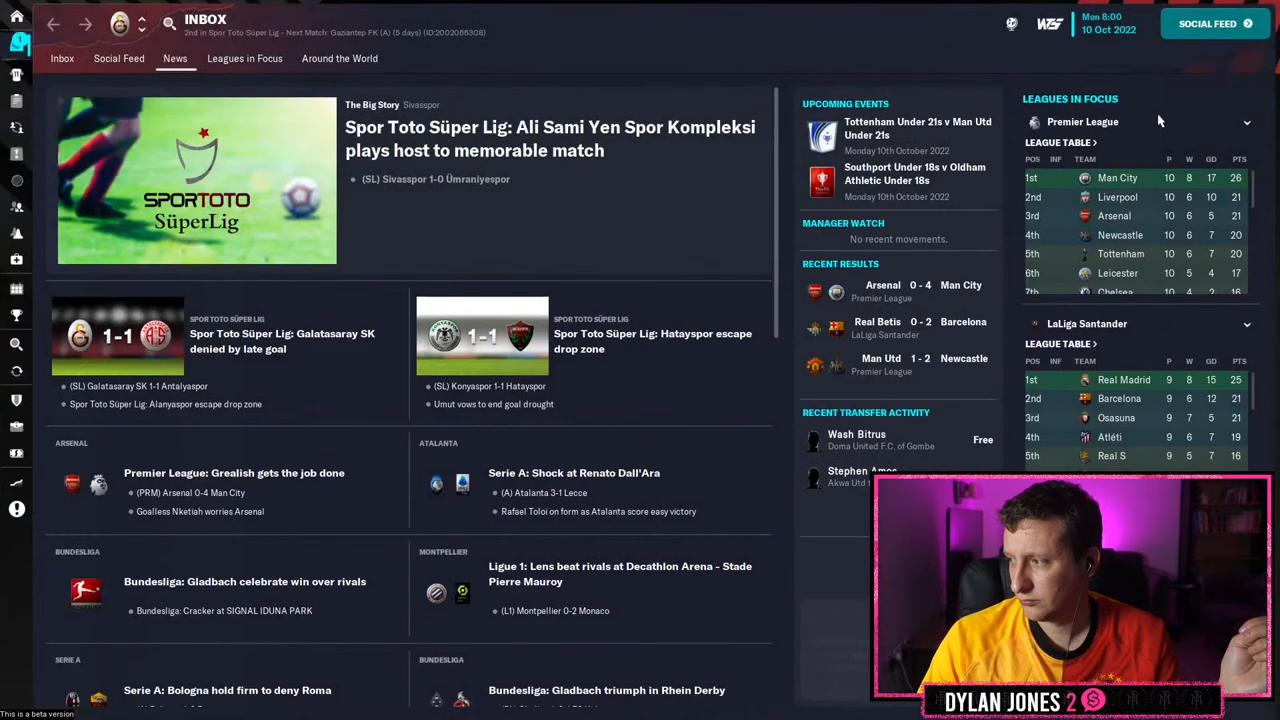 INBOX
2nd in Spor Toto Süper Lig - Next Match: Gaziantep FK (A) (5 days) (ID:2002066308)
Mon 8:00
10 Oct 2022
SOCIAL FEED
1
Inbox
Social Feed
News
Leagues in Focus
Around the World
SPORTOTO
SüperLig
The Big Story Sivasspor
Spor Toto Süper Lig: Ali Sami Yen Spor Kompleksi
plays host to memorable match
(SL) Sivasspor 1-0 Ümraniyespor
1-1
SPOR TOTO SÜPER LIG
Spor Toto Süper Lig: Galatasaray SK
denied by late goal
(SL) Galatasaray SK 1-1 Antalyaspor
Spor Toto Süper Lig: Alanyaspor escape drop zone
1-1
SPOR TOTO SÜPER LIG
Spor Toto Süper Lig: Hatayspor escape
drop zone
(SL) Konyaspor 1-1 Hatayspor
Umut vows to end goal drought
ARSENAL
Premier League: Grealish gets the job done
(PRM) Arsenal 0-4 Man City
Goalless Nketiah worries Arsenal
ATALANTA
Serie A: Shock at Renato Dall'Ara
(A) Atalanta 3-1 Lecce
Rafael Toloi on form as Atalanta score easy victory
BUNDESLIGA
Bundesliga: Gladbach celebrate win over rivals
Bundesliga: Cracker at SIGNAL IDUNA PARK
MONTPELLIER
Ligue 1: Lens beat rivals at Decathlon Arena - Stade
Pierre Mauroy
(L1) Montpellier 0-2 Monaco
SERIE A
Serie A: Bologna hold firm to deny Roma
BUNDESLIGA
Bundesliga: Gladbach triumph in Rhein Derby
This is a beta version
UPCOMING EVENTS
Tottenham Under 21s v Man Utd
Under 21s
Monday 10th October 2022
Southport Under 18s v Oldham
Athletic Under 18s
Monday 10th October 2022
MANAGER WATCH
No recent movements.
RECENT RESULTS
Arsenal 0 - 4 Man City
Premier League
Real Betis 0 - 2 Barcelona
LaLiga Santander
Man Utd 1 - 2 Newcastle
Premier League
RECENT TRANSFER ACTIVITY
Wash Bitrus
Doma United F.C. of Gombe
Free
Stephen Amos
Akwa Utd
LEAGUES IN FOCUS
Premier League
LEAGUE TABLE
POS INF TEAM P W GD PTS
1st Man City 10 8 17 26
2nd Liverpool 10 6 10 21
3rd Arsenal 10 6 5 21
4th Newcastle 10 6 7 20
5th Tottenham 10 6 7 20
6th Leicester 10 5 4 17
7th Chelsea 10 4 2 16
LaLiga Santander
LEAGUE TABLE
POS INF TEAM P W GD PTS
1st Real Madrid 9 8 15 25
2nd Barcelona 9 6 12 21
3rd Osasuna 9 7 5 21
4th Atléti 9 6 7 19
5th Real S 9 5 7 16
DYLAN JONES 2